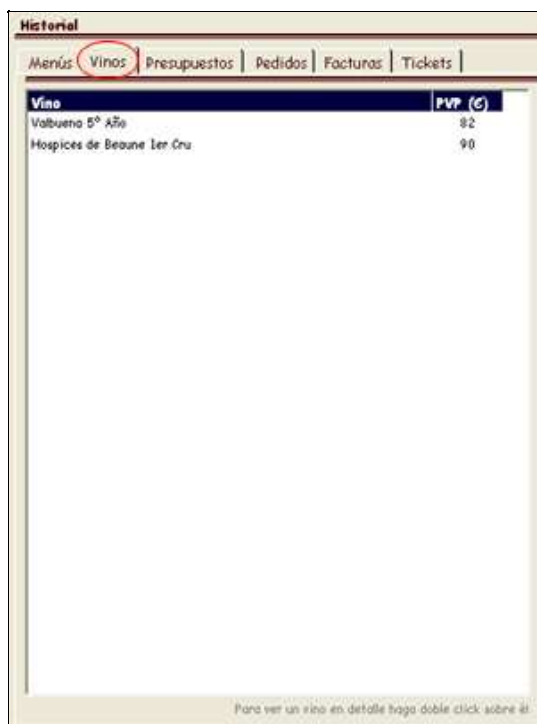 Historial
Menús Vinos Presupuestos Pedidos Facturas Tickets
Vino PVP (€)
Valbuena 5º Año 82
Hospices de Beaune 1er Cru 90
Para ver un vino en detalle haga doble click sobre él